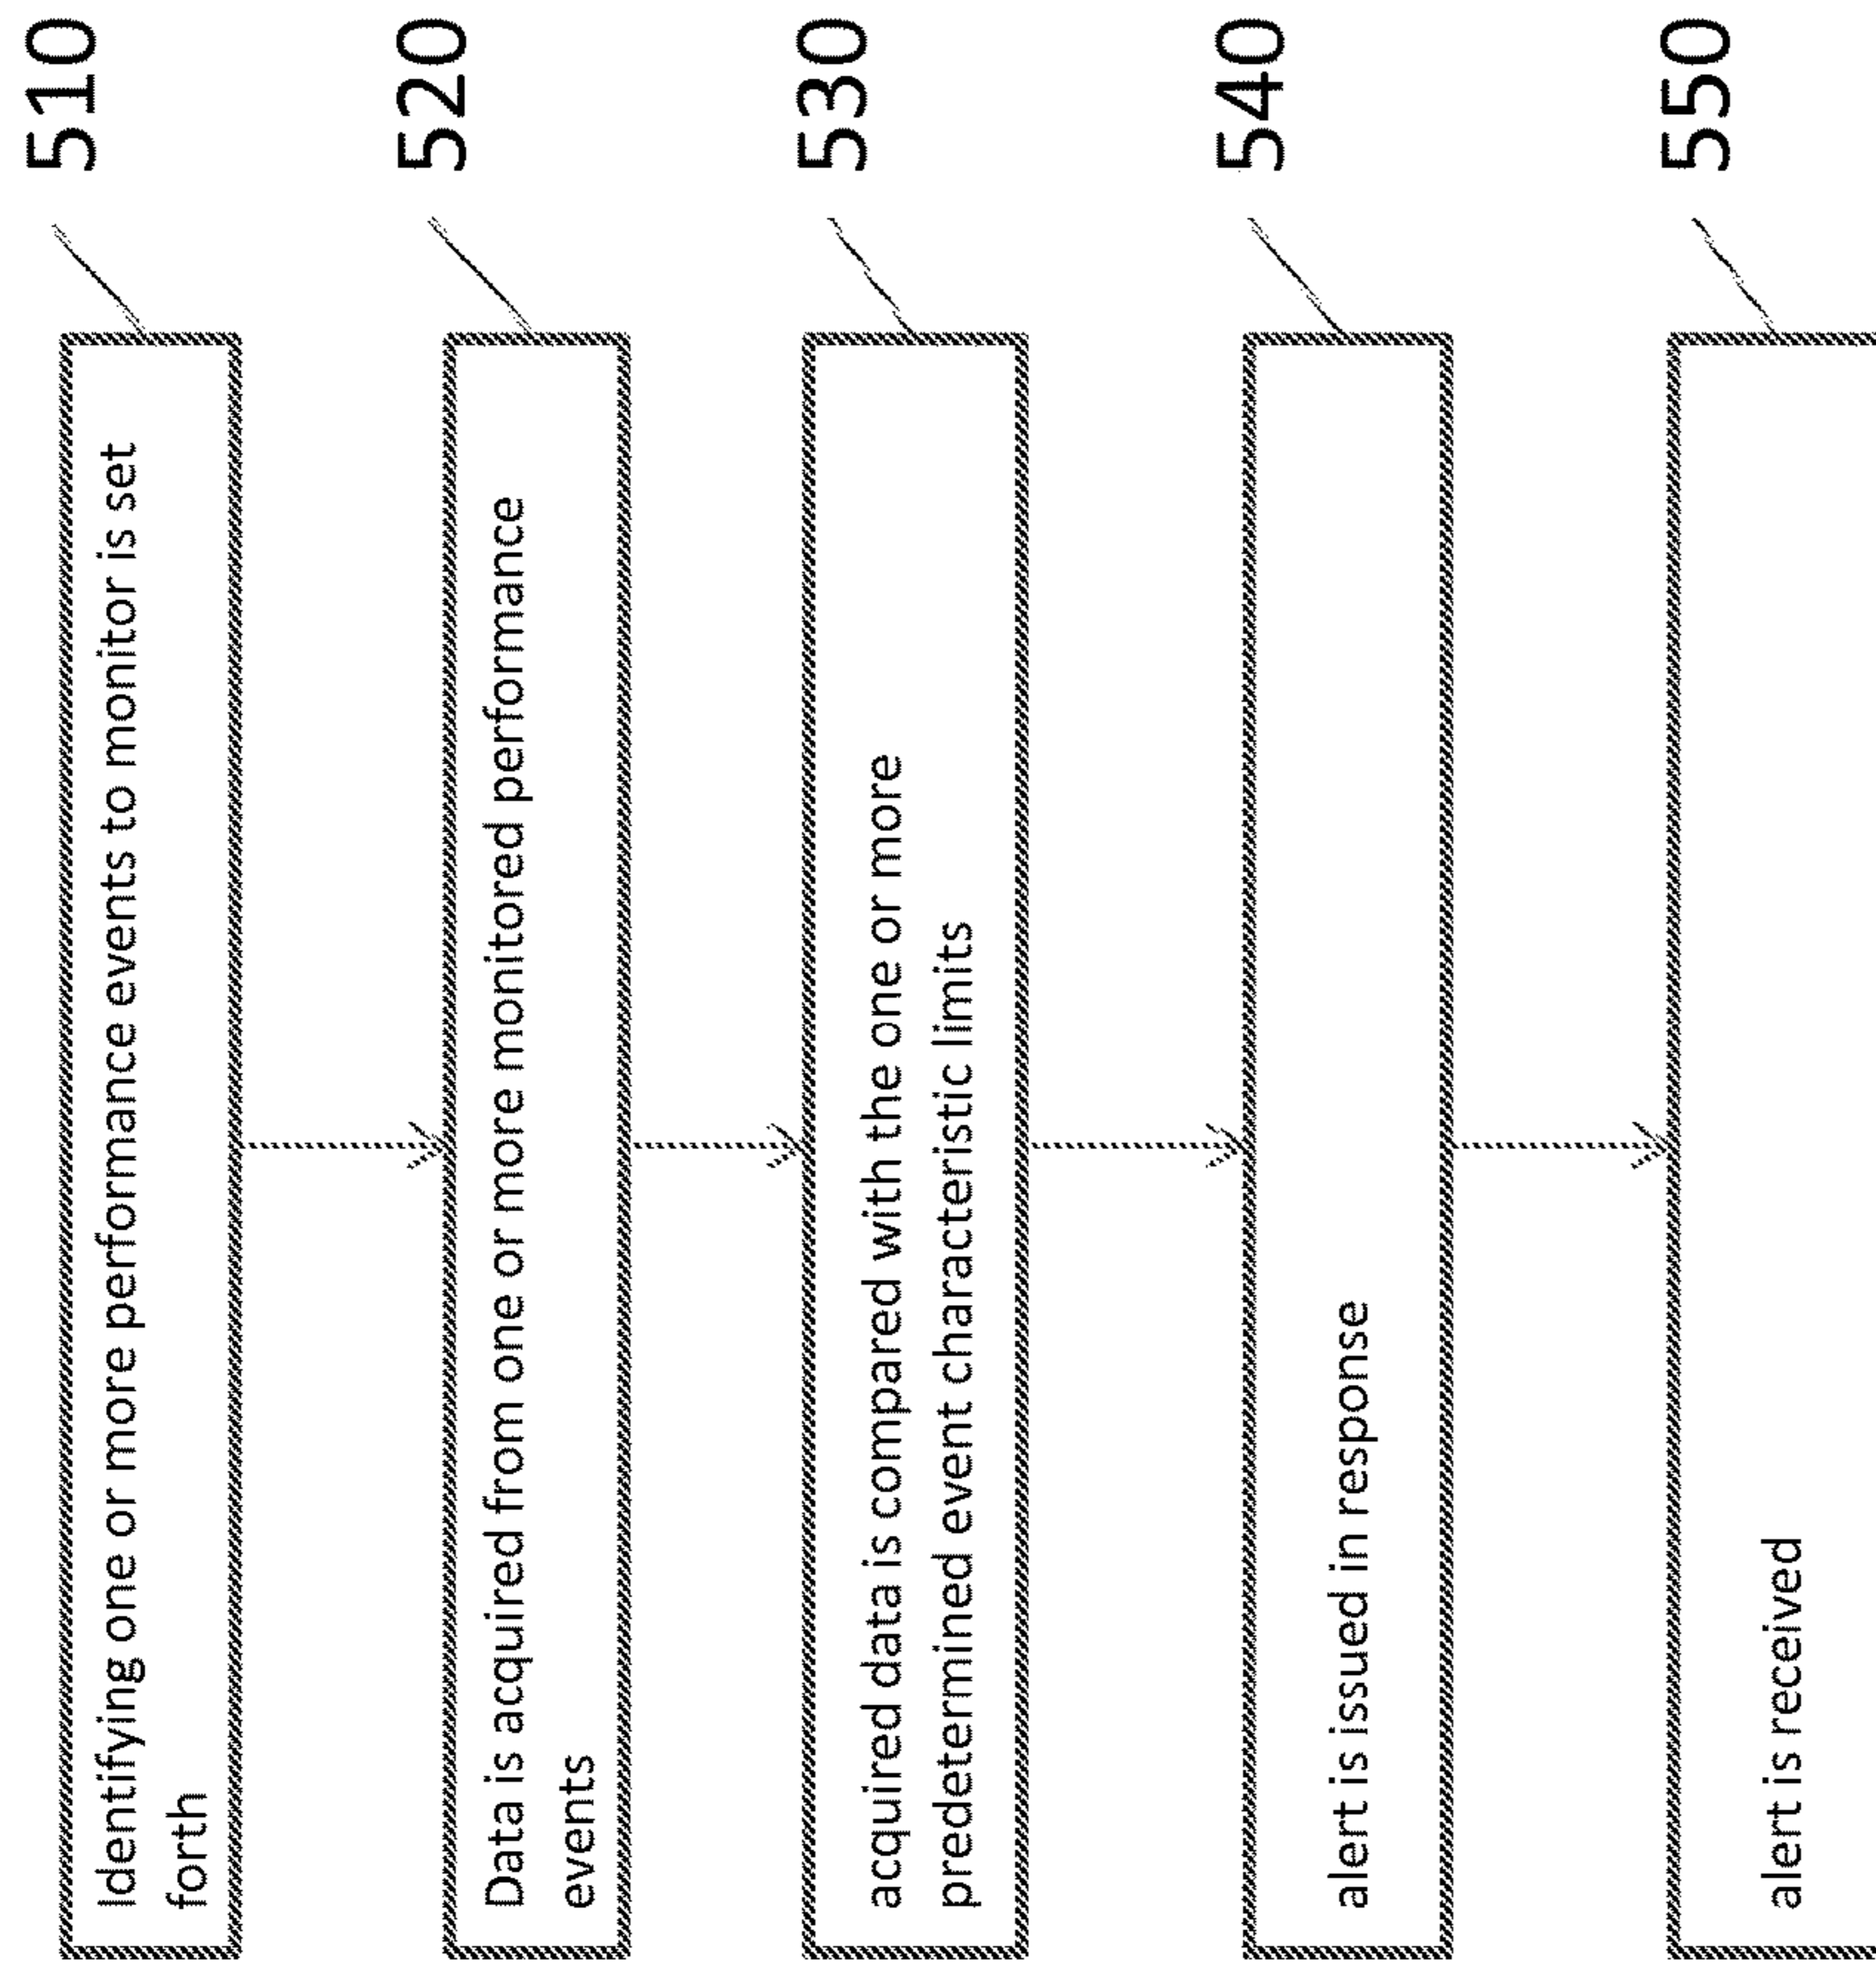 Identifying one or more performance events to monitor is set
forth
510
Data is acquired from one or more monitored performance
events
520
acquired data is compared with the one or more
predetermined event characteristic limits
530
alert is issued in response
540
alert is received
550